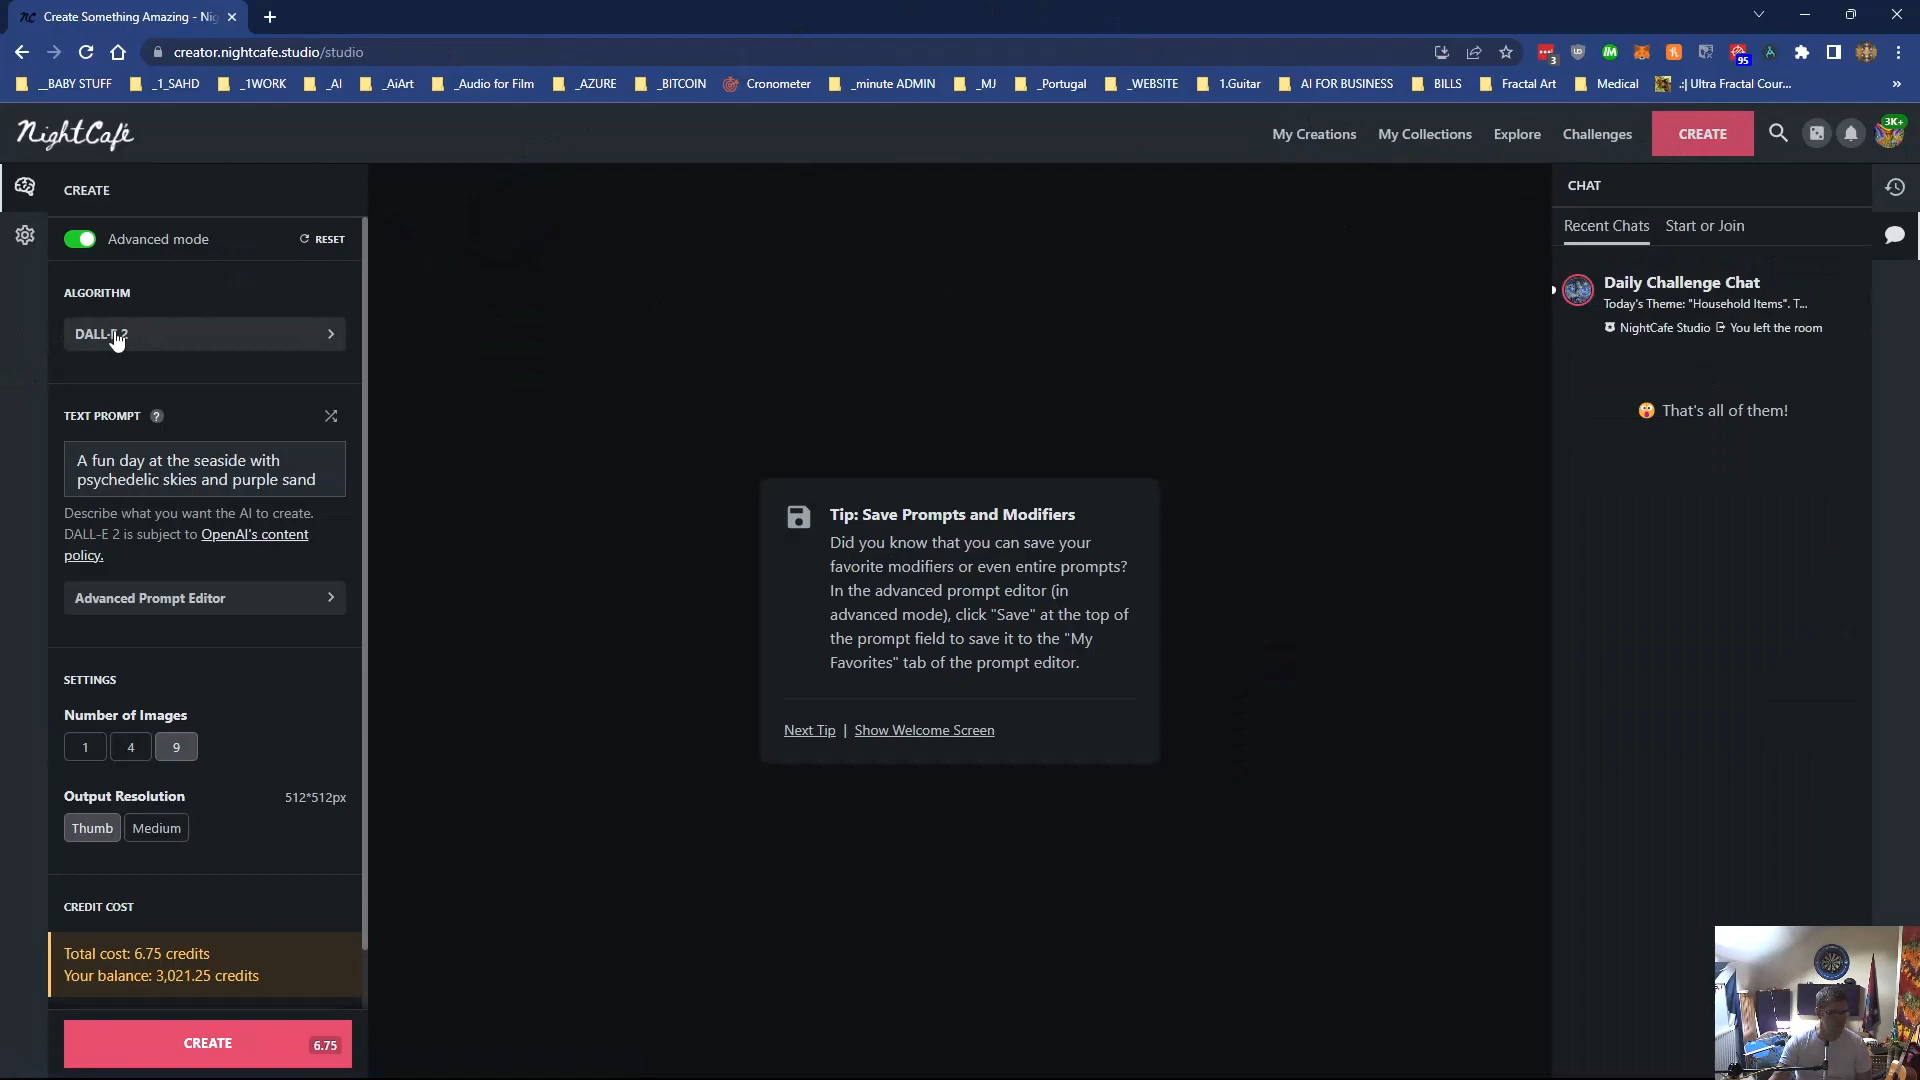 Create Something Amazing - Nig
creator.nightcafe.studio/studio
3
95
__BABY STUFF
_1_SAHD
_1WORK
_AI
_AiArt
_Audio for Film
_AZURE
_BITCOIN
Cronometer
_minute ADMIN
_MJ
_Portugal
_WEBSITE
1.Guitar
AI FOR BUSINESS
BILLS
Fractal Art
Medical
.:| Ultra Fractal Cour...
»
NightCafé
My Creations
My Collections
Explore
Challenges
CREATE
3K+
CREATE
Advanced mode
RESET
ALGORITHM
DALL-E 2
TEXT PROMPT ?
A fun day at the seaside with
psychedelic skies and purple sand
Describe what you want the AI to create.
DALL-E 2 is subject to OpenAI's content
policy.
Advanced Prompt Editor
SETTINGS
Number of Images
1 4 9
Output Resolution 512*512px
Thumb Medium
CREDIT COST
Total cost: 6.75 credits
Your balance: 3,021.25 credits
CREATE 6.75
Tip: Save Prompts and Modifiers
Did you know that you can save your
favorite modifiers or even entire prompts?
In the advanced prompt editor (in
advanced mode), click "Save" at the top of
the prompt field to save it to the "My
Favorites" tab of the prompt editor.
Next Tip | Show Welcome Screen
CHAT
Recent Chats Start or Join
Daily Challenge Chat
Today's Theme: "Household Items". T...
NightCafe Studio You left the room
That's all of them!